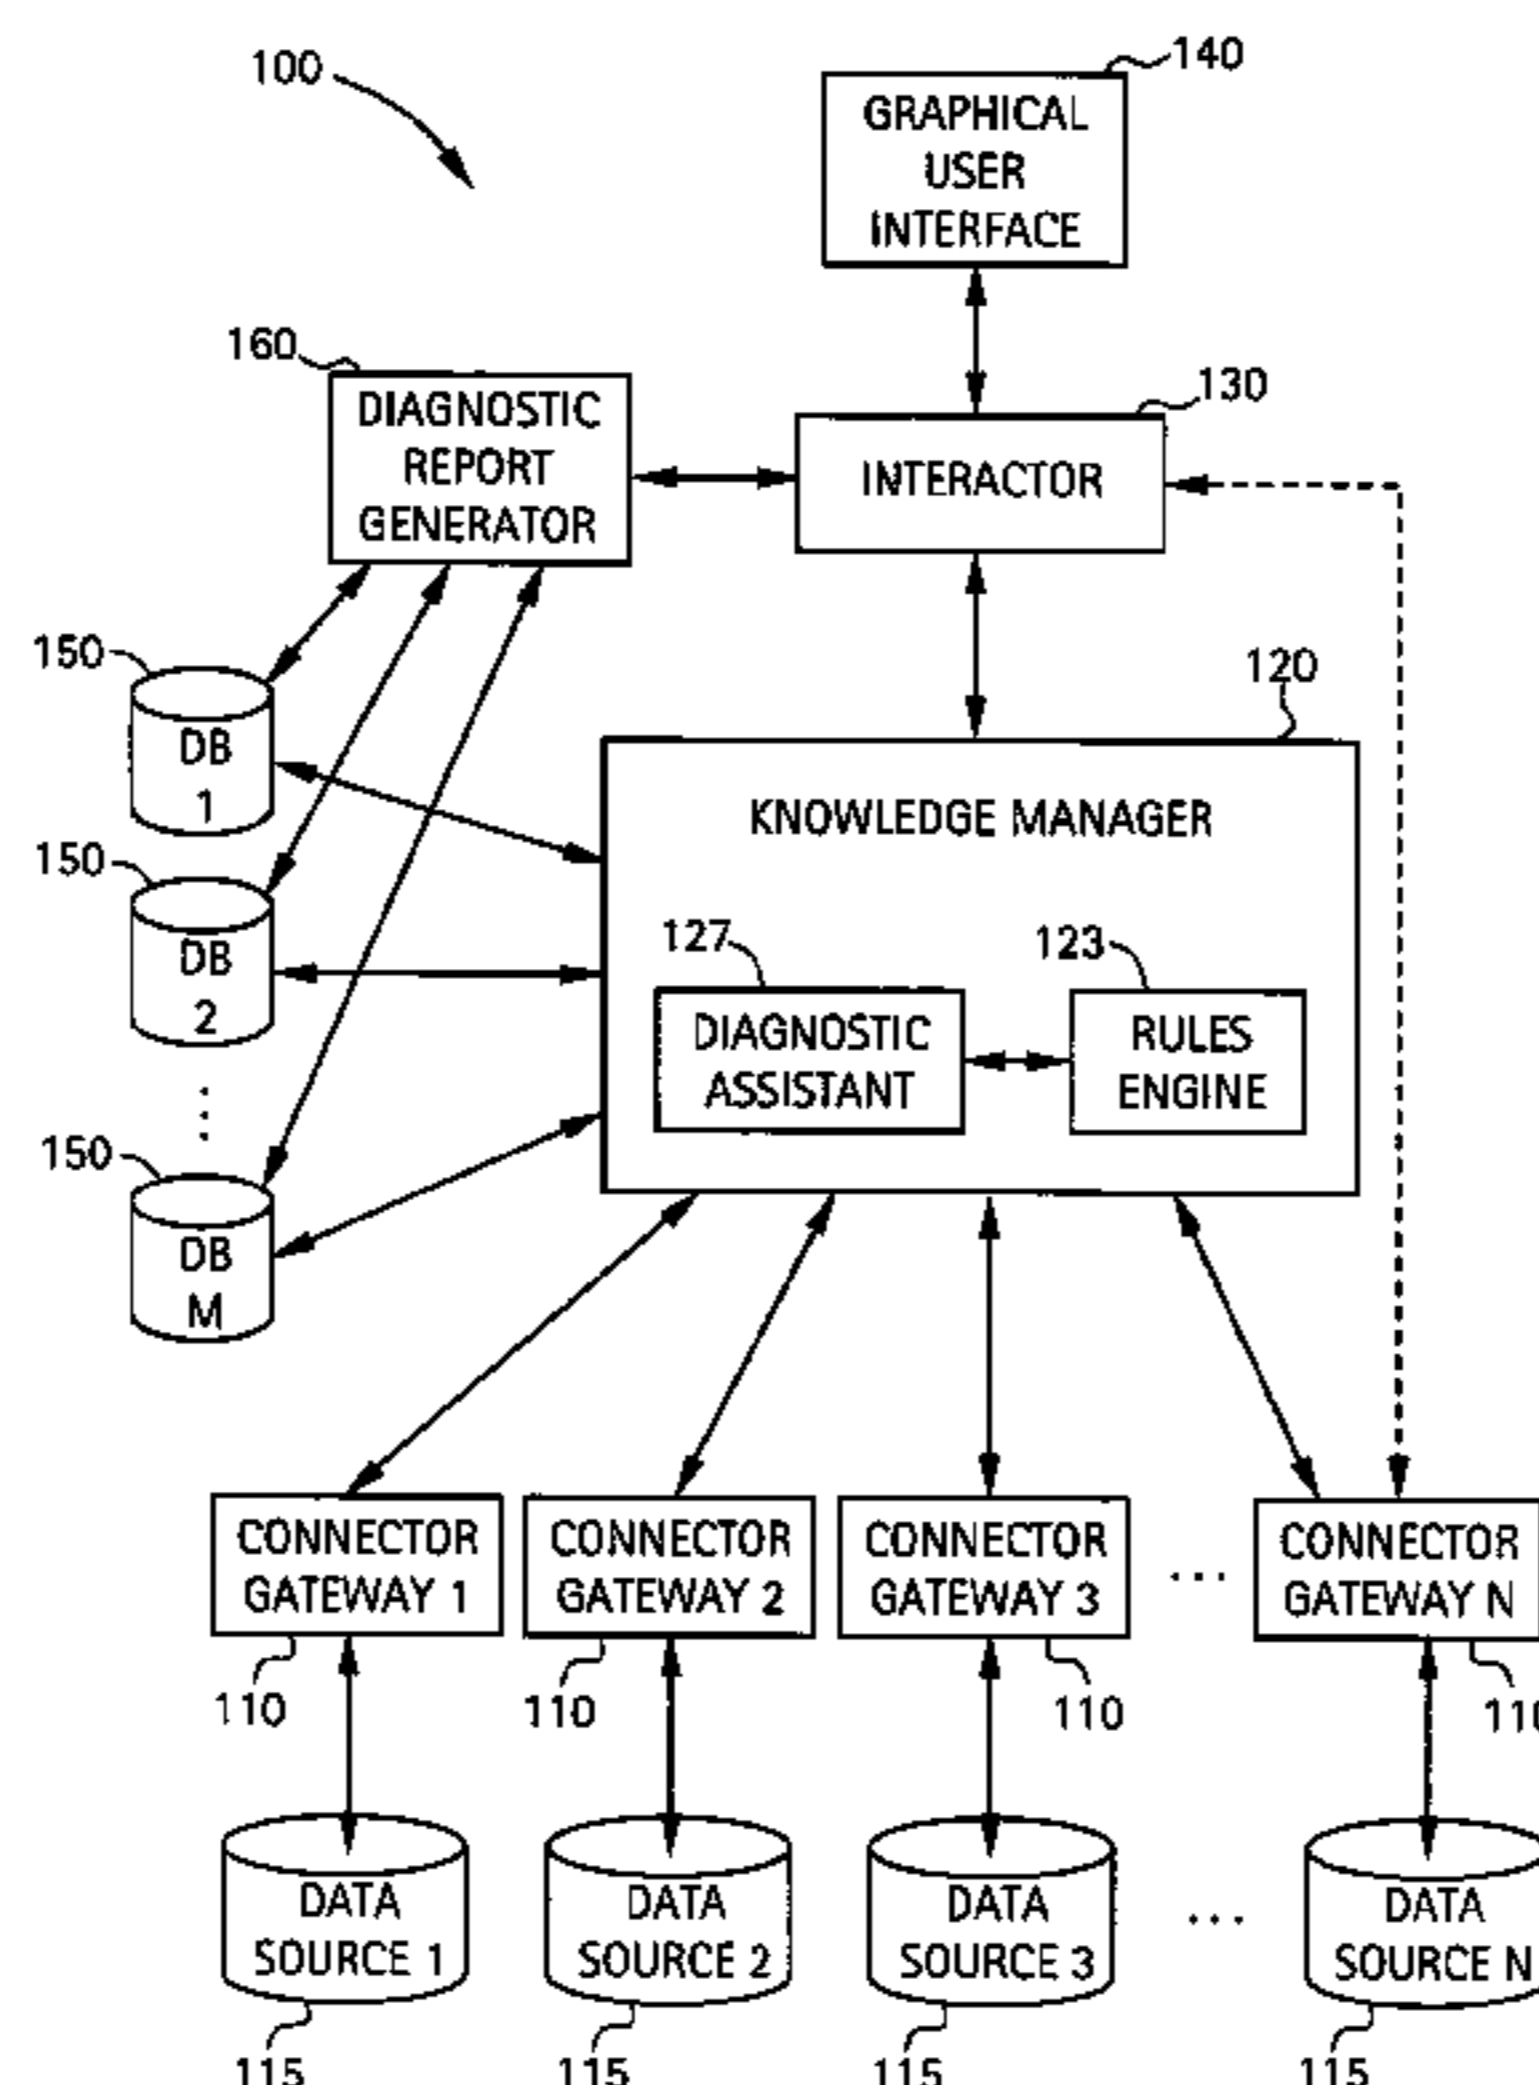 100
140
GRAPHICAL
USER
INTERFACE
160
DIAGNOSTIC
REPORT
GENERATOR
130
INTERACTOR
150
DB
1
120
KNOWLEDGE MANAGER
150
DB
2
127
DIAGNOSTIC
ASSISTANT
123
RULES
ENGINE
...
150
DB
M
CONNECTOR
GATEWAY 1
CONNECTOR
GATEWAY 2
CONNECTOR
GATEWAY 3
...
CONNECTOR
GATEWAY N
110
110
110
110
DATA
SOURCE 1
DATA
SOURCE 2
DATA
SOURCE 3
...
DATA
SOURCE N
115
115
115
115